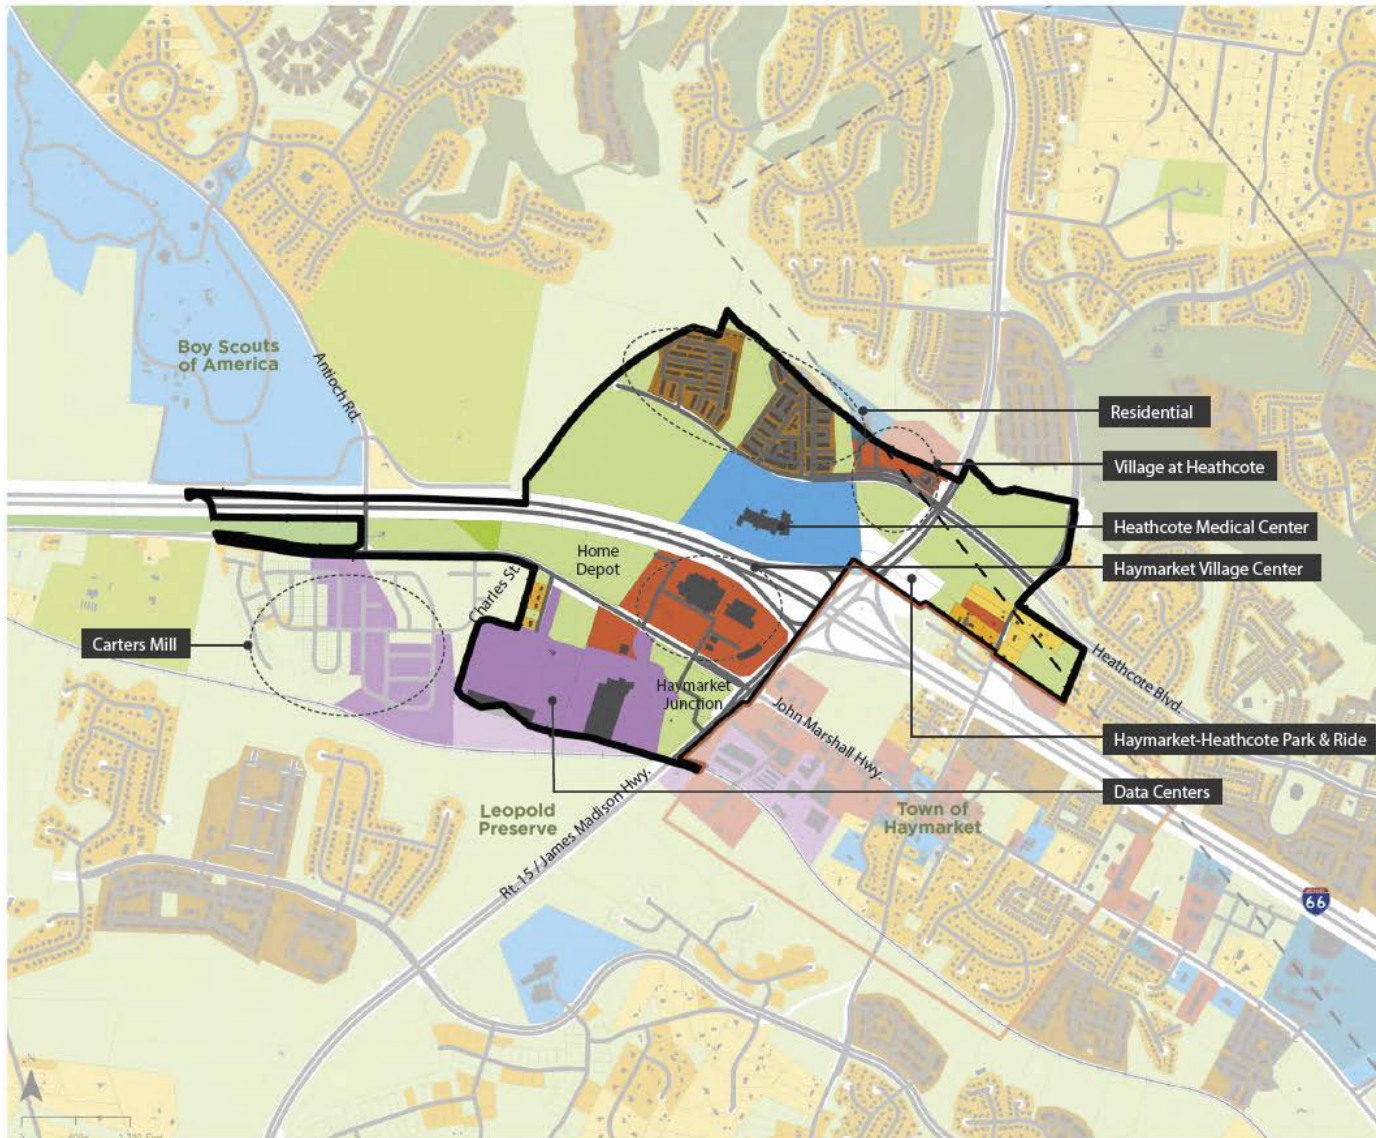 Boy Scouts
of America
Antioch Rd.
Residential
Village at Heathcote
Heathcote Medical Center
Haymarket Village Center
Home
Depot
Charles St.
Carters Mill
Haymarket
Junction
Heathcote Blvd.
John Marshall Hwy.
Haymarket-Heathcote Park & Ride
Data Centers
Leopold
Preserve
Town of
Haymarket
Rt. 15 / James Madison Hwy.
66
N